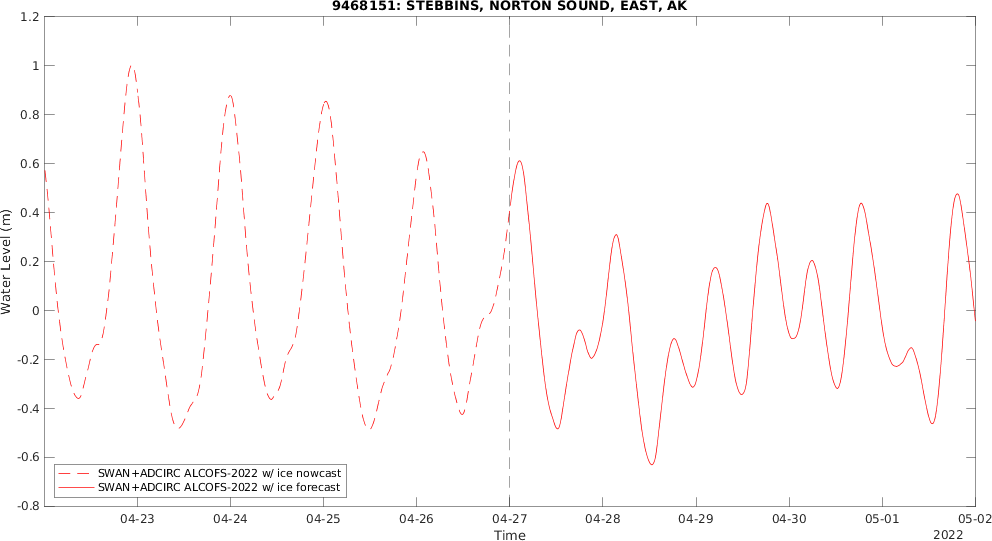 9468151: STEBBINS, NORTON SOUND, EAST, AK
1.2
1
0.8
0.6
0.4
0.2
0
-0.2
-0.4
-0.6
-0.8
Water Level (m)
SWAN+ADCIRC ALCOFS-2022 w/ ice nowcast
SWAN+ADCIRC ALCOFS-2022 w/ ice forecast
04-23 04-24 04-25 04-26 04-27 04-28 04-29 04-30 05-01 05-02
Time
2022